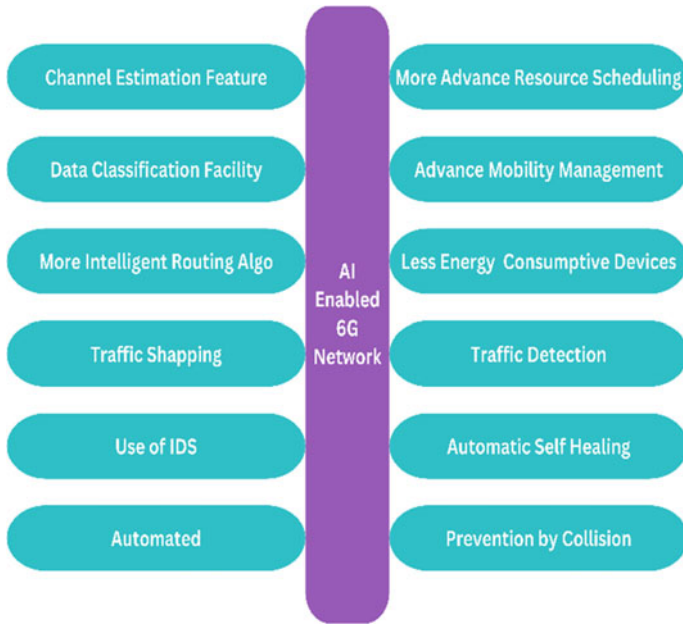 Channel Estimation Feature
More Advance Resource Scheduling
Data Classification Facility
Advance Mobility Management
More Intelligent Routing Algo
Less Energy Consumptive Devices
AI
Enabled
6G
Network
Traffic Shapping
Traffic Detection
Use of IDS
Automatic Self Healing
Automated
Prevention by Collision